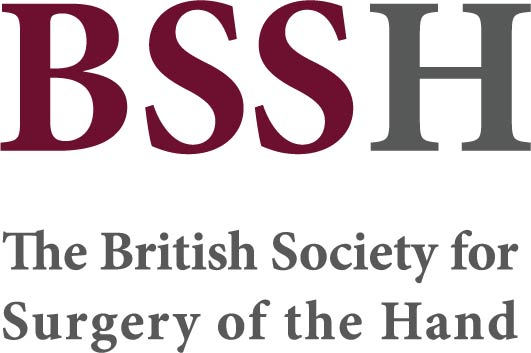 BSSH
The British Society for
Surgery of the Hand